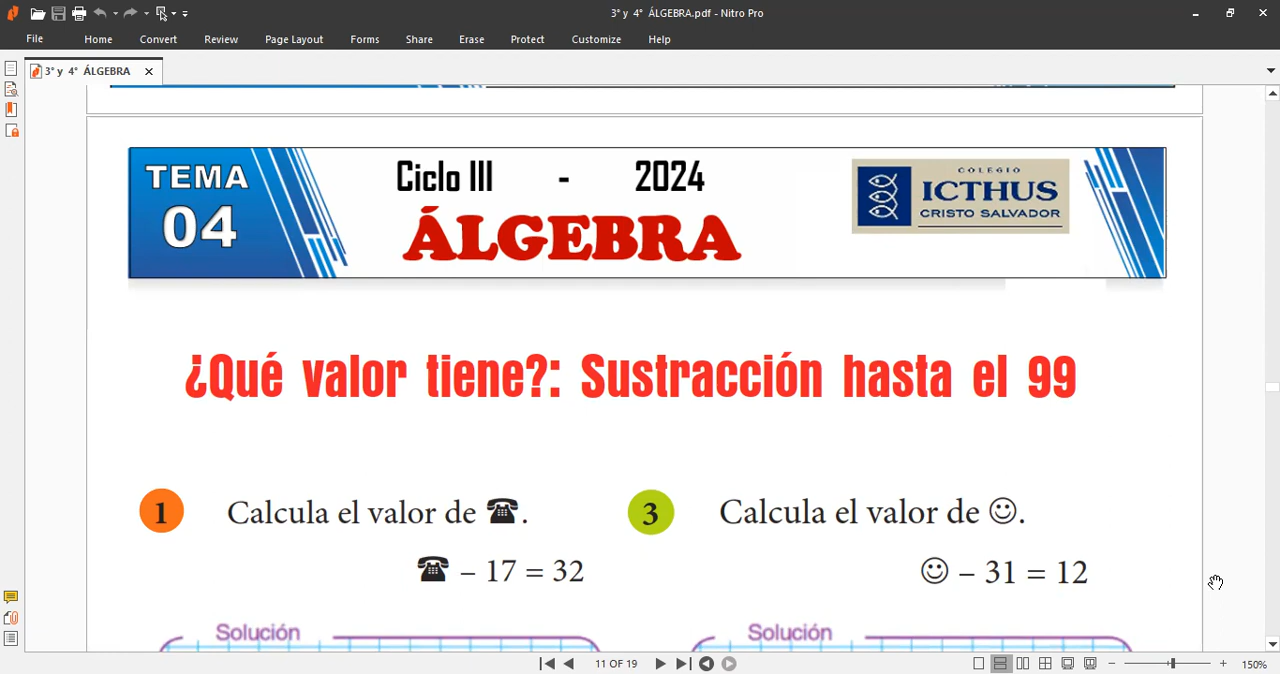 3° y 4° ÁLGEBRA.pdf - Nitro Pro
File Home Convert Review Page Layout Forms Share Erase Protect Customize Help
3° y 4° ÁLGEBRA
TEMA
04
Ciclo III - 2024
ÁLGEBRA
COLEGIO
ICTHUS
CRISTO SALVADOR
¿Qué valor tiene?: Sustracción hasta el 99
1 Calcula el valor de ☎.
☎ – 17 = 32
Solución
3 Calcula el valor de ☺.
☺ – 31 = 12
Solución
11 OF 19
150%